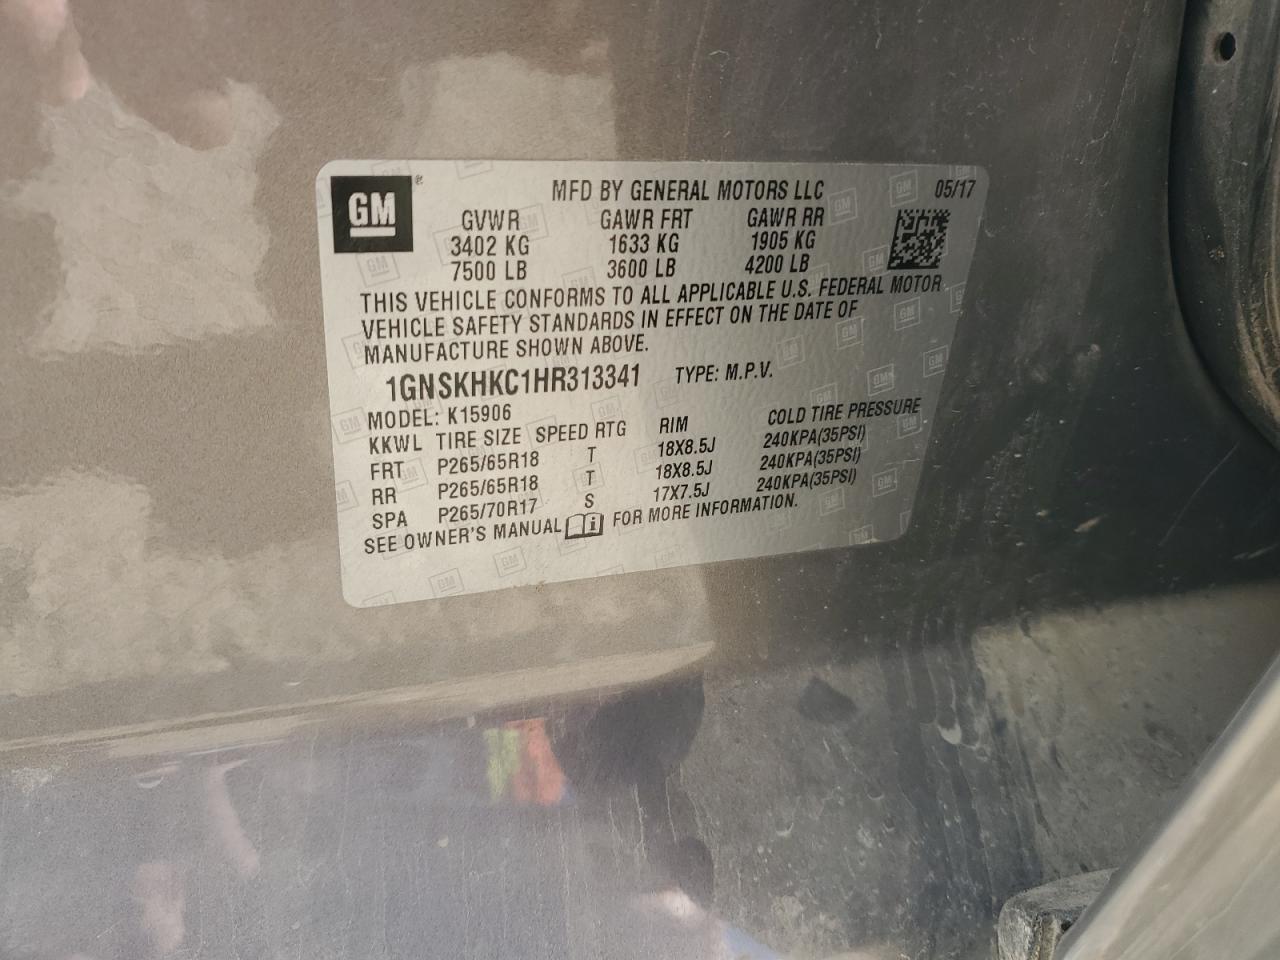 GM® MFD BY GENERAL MOTORS LLC 05/17
GVWR GAWR FRT GAWR RR
3402 KG 1633 KG 1905 KG
7500 LB 3600 LB 4200 LB
THIS VEHICLE CONFORMS TO ALL APPLICABLE U.S. FEDERAL MOTOR
VEHICLE SAFETY STANDARDS IN EFFECT ON THE DATE OF
MANUFACTURE SHOWN ABOVE.
1GNSKHKC1HR313341 TYPE: M.P.V.
MODEL: K15906
KKWL TIRE SIZE SPEED RTG RIM COLD TIRE PRESSURE
FRT P265/65R18 T 18X8.5J 240KPA(35PSI)
RR P265/65R18 T 18X8.5J 240KPA(35PSI)
SPA P265/70R17 S 17X7.5J 240KPA(35PSI)
SEE OWNER'S MANUAL FOR MORE INFORMATION.